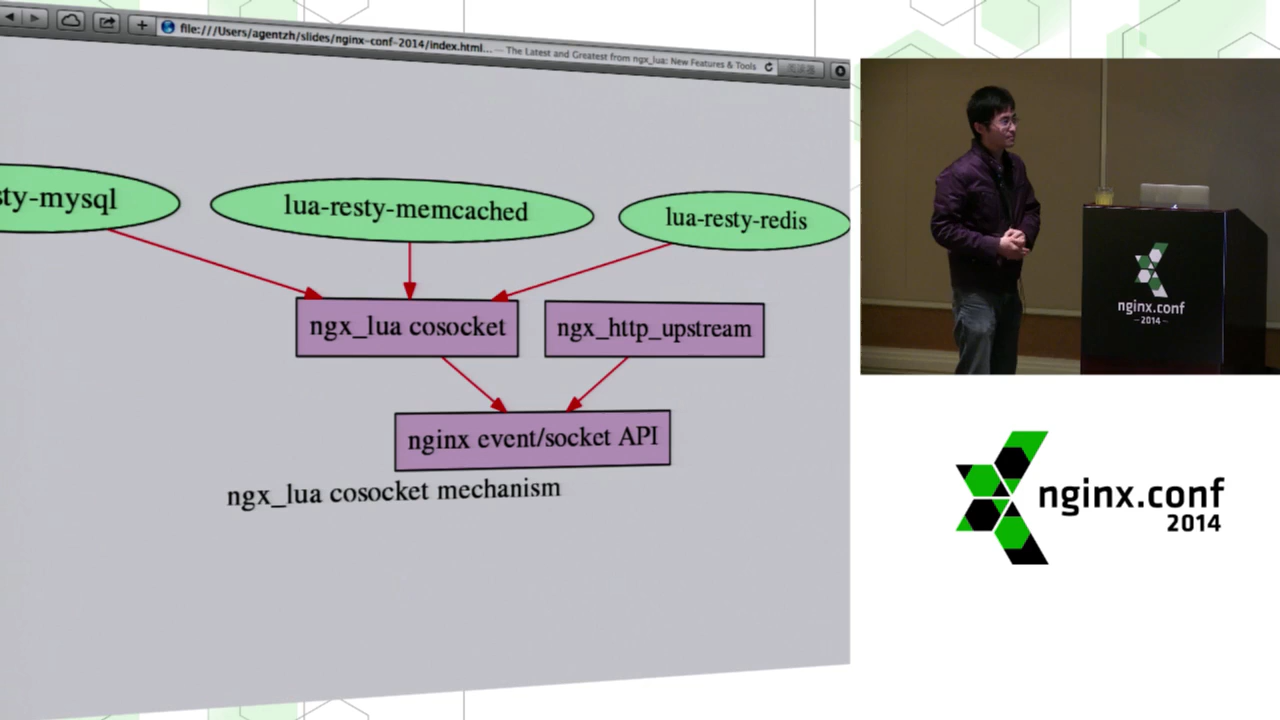 file:///Users/agentzh/slides/nginx-conf-2014/index.html... — The Latest and Greatest from ngx_lua: New Features & Tools
sty-mysql
lua-resty-memcached
lua-resty-redis
ngx_lua cosocket
ngx_http_upstream
nginx event/socket API
ngx_lua cosocket mechanism
nginx.conf
—2014—
nginx.conf
2014